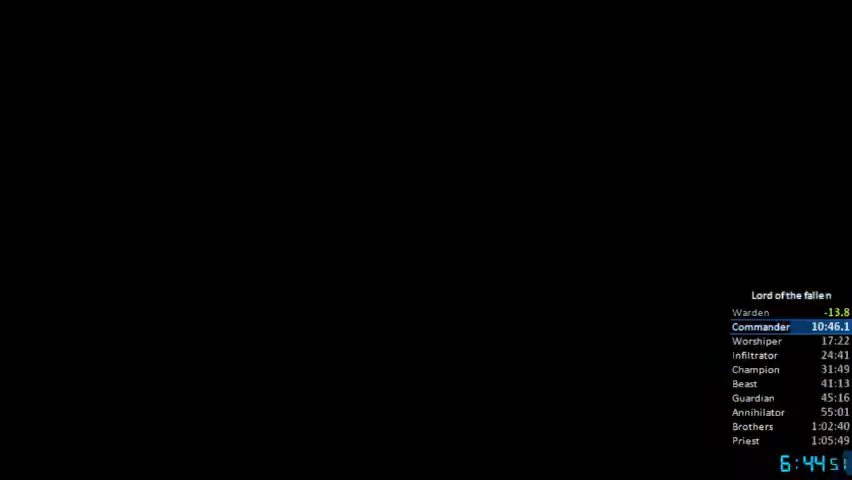 Lord of the fallen
Warden -13.8
Commander 10:46.1
Worshiper 17:22
Infiltrator 24:41
Champion 31:49
Beast 41:13
Guardian 45:16
Annihilator 55:01
Brothers 1:02:40
Priest 1:05:49
6:44 51